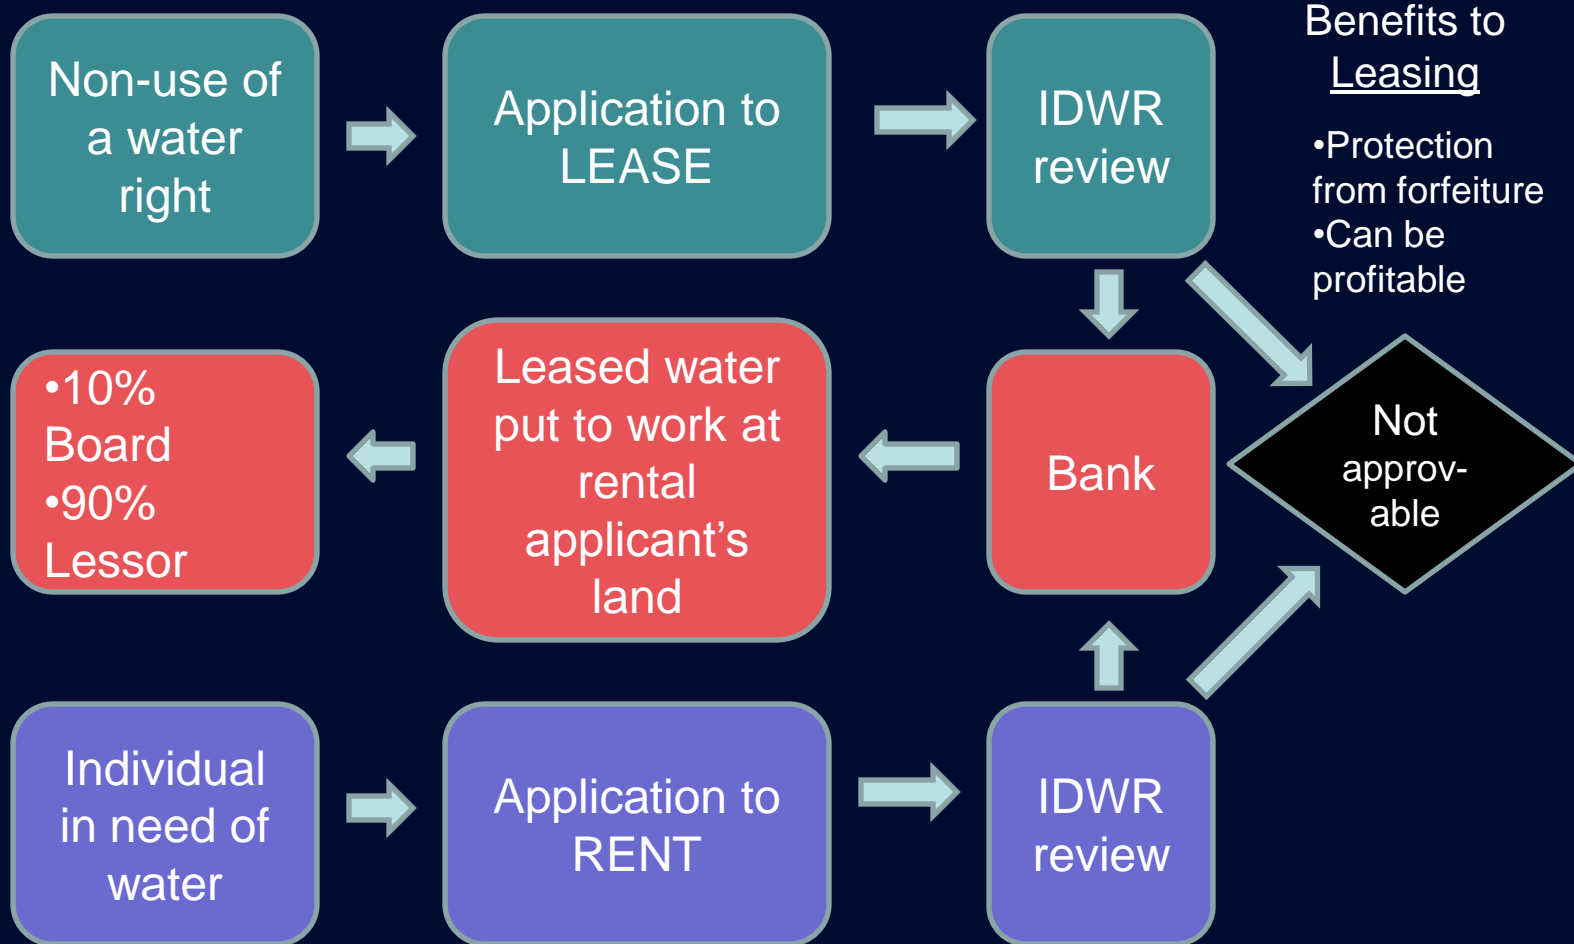 Non-use of
a water
right
Application to
LEASE
IDWR
review
Benefits to
Leasing
•Protection
from forfeiture
•Can be
profitable
•10%
Board
•90%
Lessor
Leased water
put to work at
rental
applicant’s
land
Bank
Not
approv-
able
Individual
in need of
water
Application to
RENT
IDWR
review